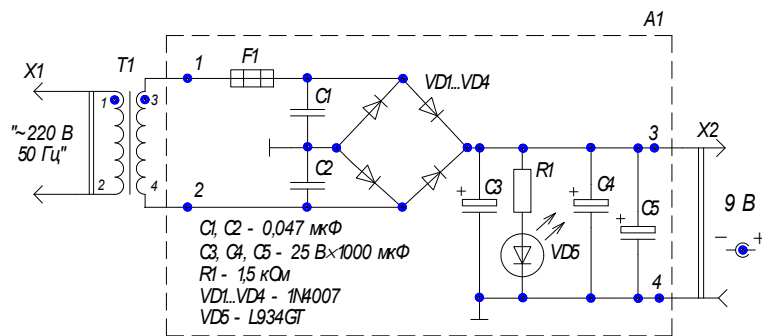 A1
X1
T1
1
F1
VD1...VD4
1
3
"~220 В
50 Гц"
C1
C2
2
4
2
C3
R1
C4
C5
VD5
3
X2
4
9 В
+
+
+
− +
C1, C2 - 0,047 мкФ
C3, C4, C5 - 25 В×1000 мкФ
R1 - 1,5 кОм
VD1...VD4 - 1N4007
VD5 - L934GT